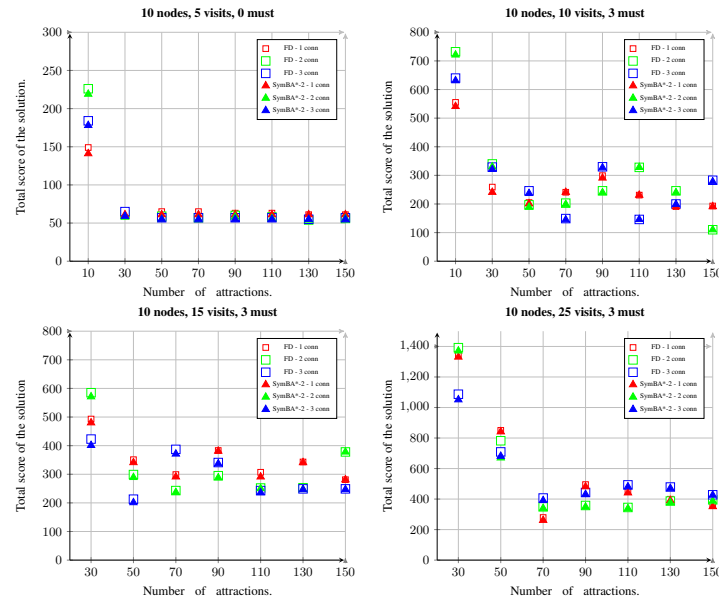 10 nodes, 5 visits, 0 must
300
250
200
150
100
50
0
10 30 50 70 90 110 130 150
Total score of the solution.
Number of attractions.
FD - 1 conn
FD - 2 conn
FD - 3 conn
SymBA*-2 - 1 conn
SymBA*-2 - 2 conn
SymBA*-2 - 3 conn
10 nodes, 10 visits, 3 must
800
700
600
500
400
300
200
100
0
10 30 50 70 90 110 130 150
Total score of the solution
Number of attractions.
FD - 1 conn
FD - 2 conn
FD - 3 conn
SymBA*-2 - 1 conn
SymBA*-2 - 2 conn
SymBA*-2 - 3 conn
10 nodes, 15 visits, 3 must
800
700
600
500
400
300
200
100
0
30 50 70 90 110 130 150
Total score of the solution
Number of attractions.
FD - 1 conn
FD - 2 conn
FD - 3 conn
SymBA*-2 - 1 conn
SymBA*-2 - 2 conn
SymBA*-2 - 3 conn
10 nodes, 25 visits, 3 must
1,400
1,200
1,000
800
600
400
200
0
30 50 70 90 110 130 150
Total score of the solution
Number of attractions.
FD - 1 conn
FD - 2 conn
FD - 3 conn
SymBA*-2 - 1 conn
SymBA*-2 - 2 conn
SymBA*-2 - 3 conn